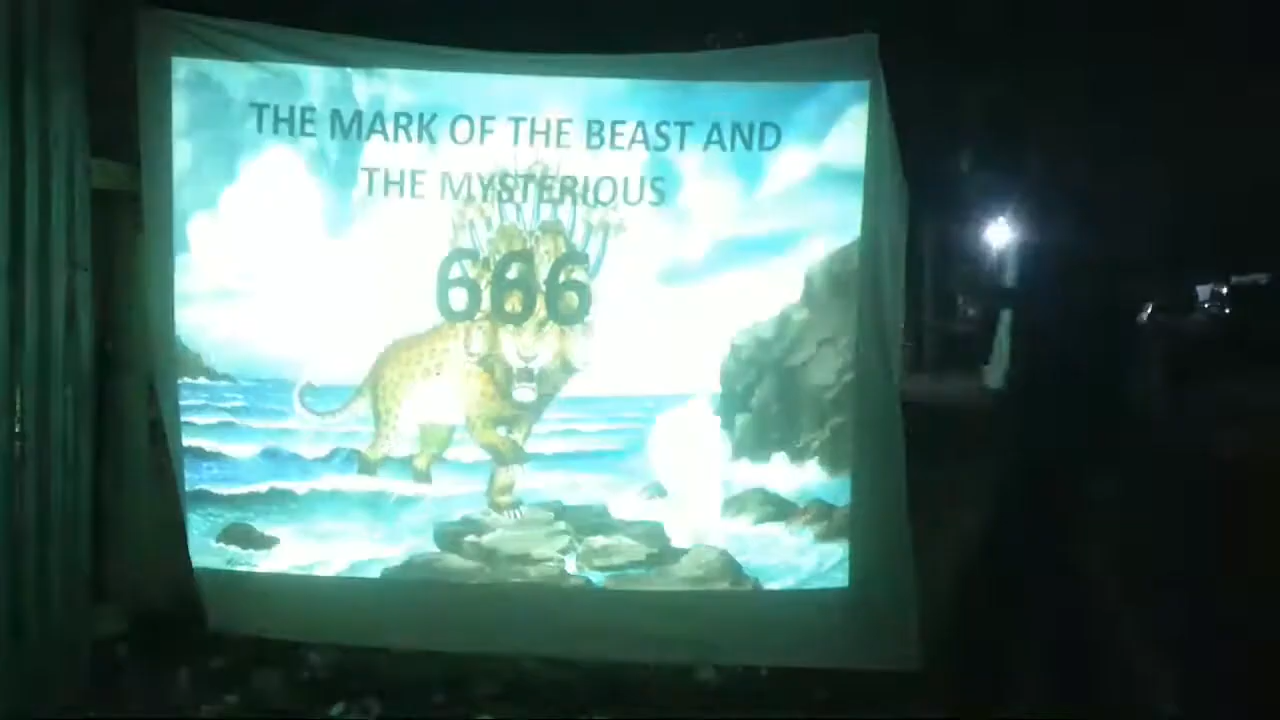 THE MARK OF THE BEAST AND
THE MYSTERIOUS
666